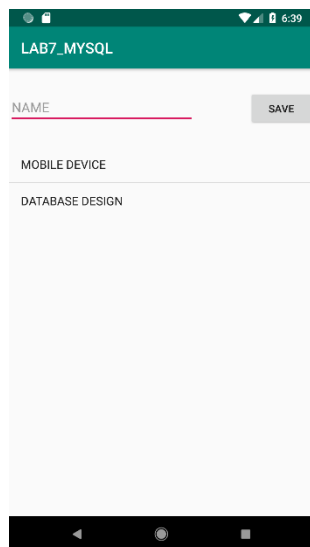 6:39
LAB7_MYSQL
NAME
SAVE
MOBILE DEVICE
DATABASE DESIGN